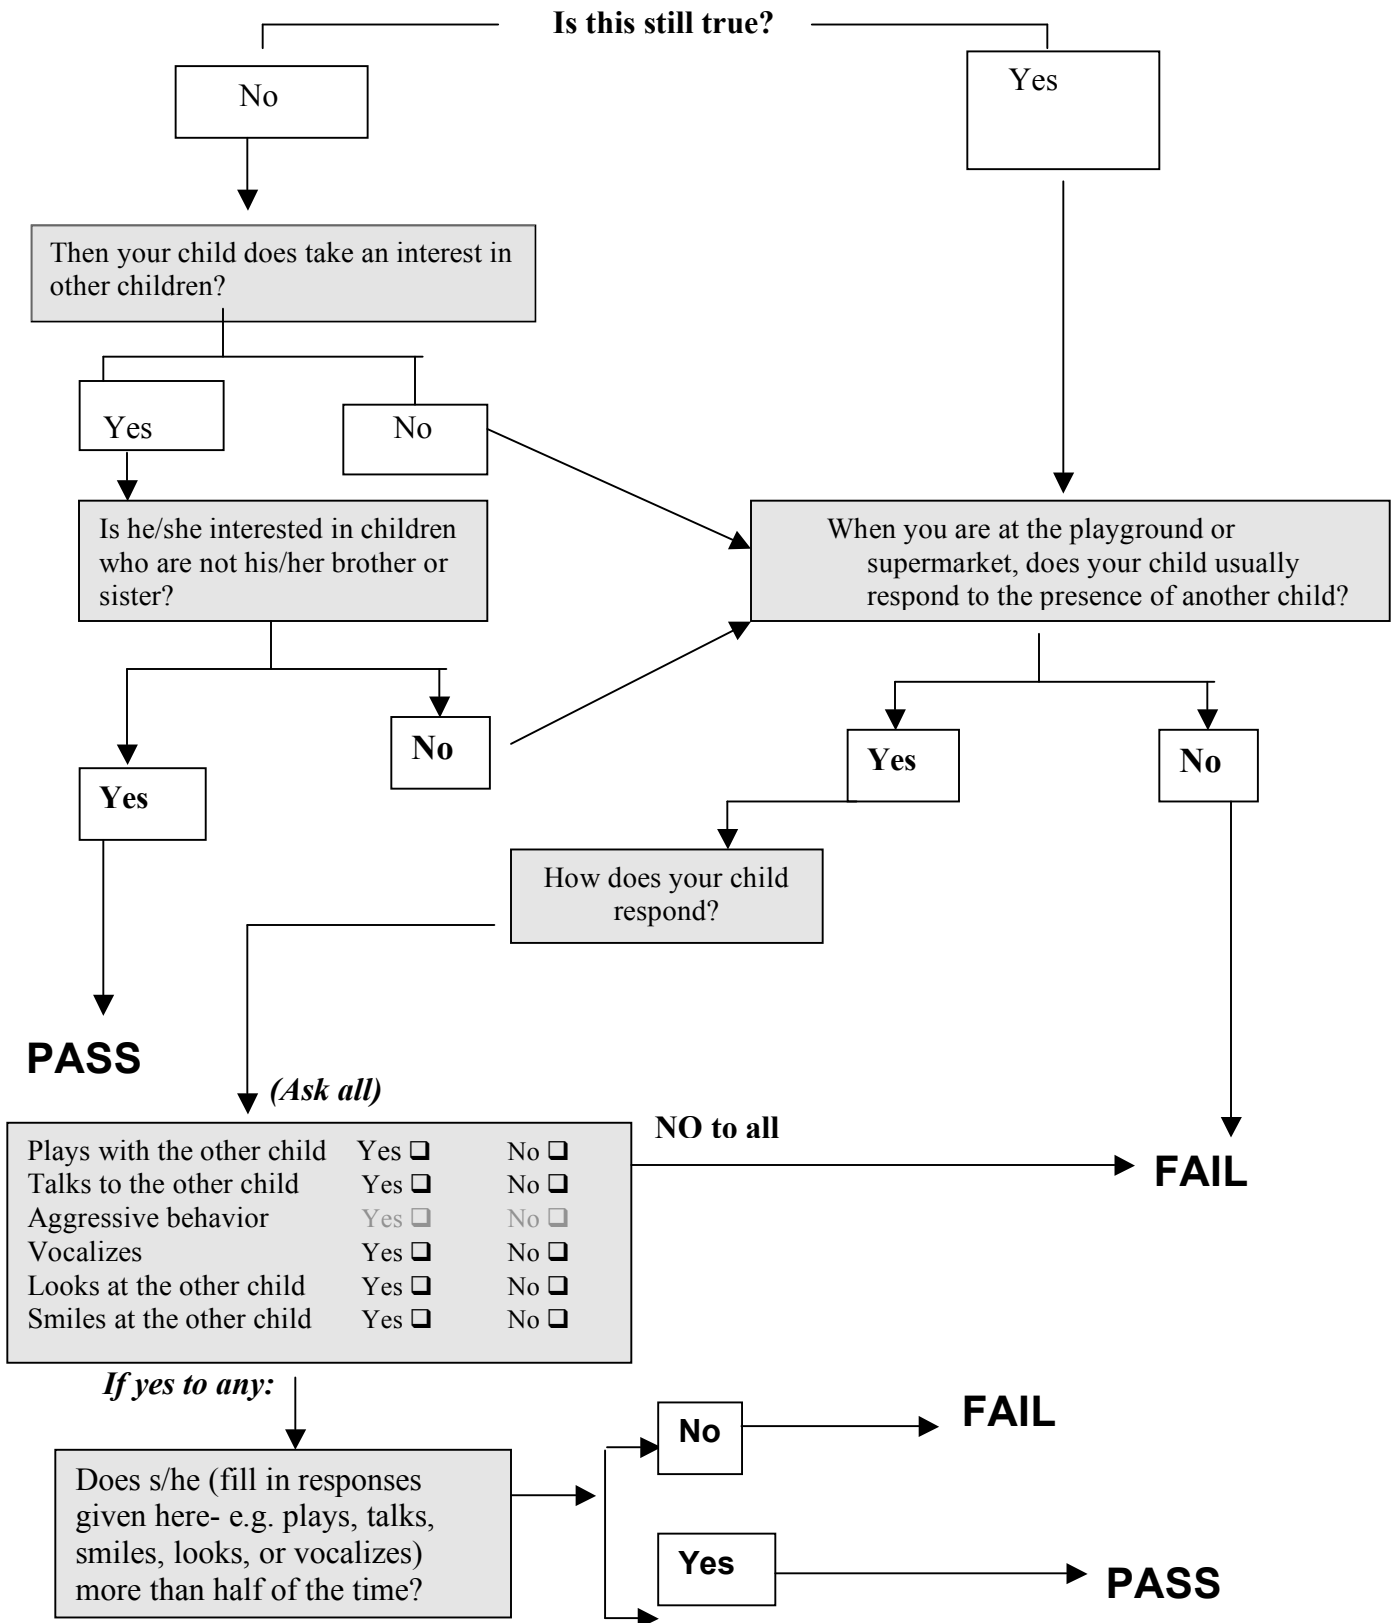 Is this still true?
No
Yes
Then your child does take an interest in
other children?
Yes
No
Is he/she interested in children
who are not his/her brother or
sister?
When you are at the playground or
supermarket, does your child usually
respond to the presence of another child?
Yes
No
Yes
No
How does your child
respond?
PASS
(Ask all)
NO to all
FAIL
Plays with the other child Yes ❑ No ❑
Talks to the other child Yes ❑ No ❑
Aggressive behavior Yes ❑ No ❑
Vocalizes Yes ❑ No ❑
Looks at the other child Yes ❑ No ❑
Smiles at the other child Yes ❑ No ❑
If yes to any:
Does s/he (fill in responses
given here- e.g. plays, talks,
smiles, looks, or vocalizes)
more than half of the time?
No
FAIL
Yes
PASS